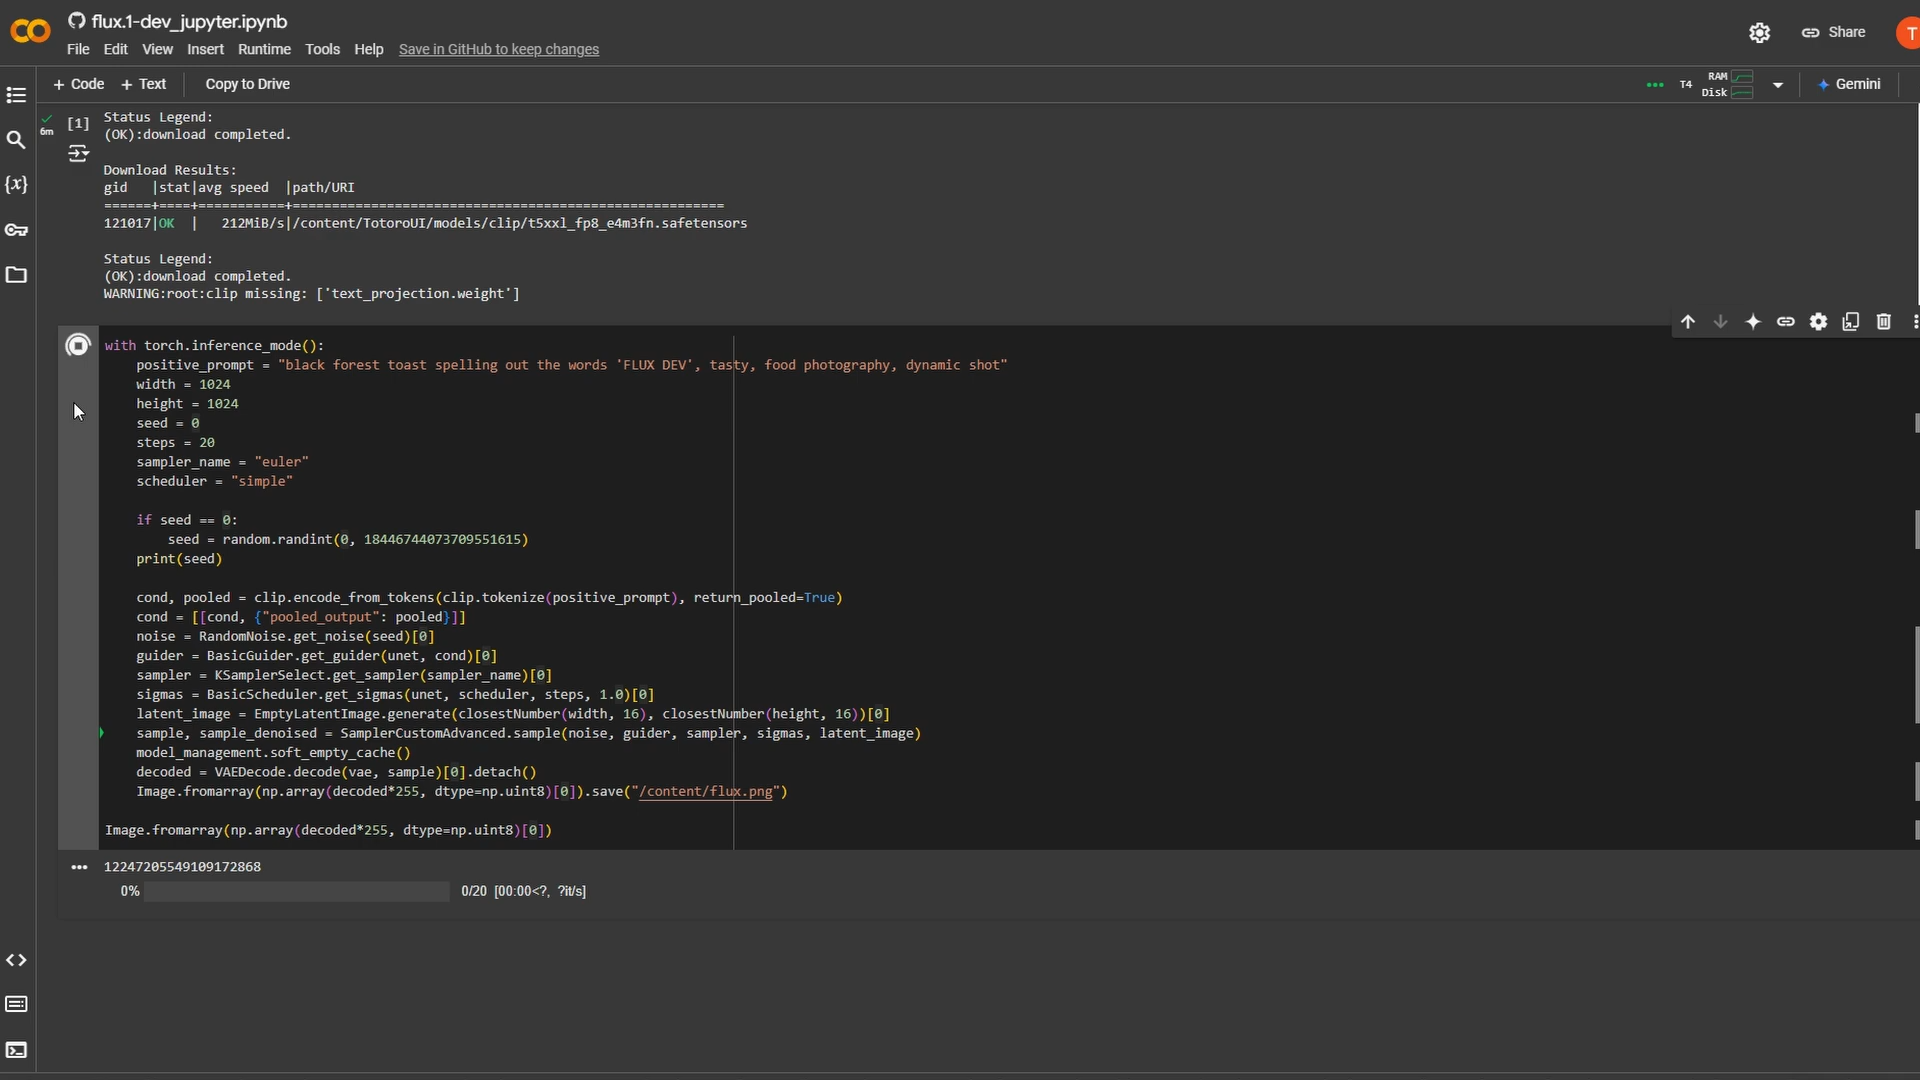 flux.1-dev_jupyter.ipynb
File Edit View Insert Runtime Tools Help Save in GitHub to keep changes
Share
T
+ Code + Text Copy to Drive
T4 RAM Disk
Gemini
6m
[1]
Status Legend:
(OK):download completed.
Download Results:
gid   |stat|avg speed  |path/URI
======+====+===========+=======================================================
121017|OK  |   212MiB/s|/content/TotoroUI/models/clip/t5xxl_fp8_e4m3fn.safetensors
Status Legend:
(OK):download completed.
WARNING:root:clip missing: ['text_projection.weight']
with torch.inference_mode():
    positive_prompt = "black forest toast spelling out the words 'FLUX DEV', tasty, food photography, dynamic shot"
    width = 1024
    height = 1024
    seed = 0
    steps = 20
    sampler_name = "euler"
    scheduler = "simple"
    if seed == 0:
        seed = random.randint(0, 18446744073709551615)
    print(seed)
    cond, pooled = clip.encode_from_tokens(clip.tokenize(positive_prompt), return_pooled=True)
    cond = [[cond, {"pooled_output": pooled}]]
    noise = RandomNoise.get_noise(seed)[0]
    guider = BasicGuider.get_guider(unet, cond)[0]
    sampler = KSamplerSelect.get_sampler(sampler_name)[0]
    sigmas = BasicScheduler.get_sigmas(unet, scheduler, steps, 1.0)[0]
    latent_image = EmptyLatentImage.generate(closestNumber(width, 16), closestNumber(height, 16))[0]
    sample, sample_denoised = SamplerCustomAdvanced.sample(noise, guider, sampler, sigmas, latent_image)
    model_management.soft_empty_cache()
    decoded = VAEDecode.decode(vae, sample)[0].detach()
    Image.fromarray(np.array(decoded*255, dtype=np.uint8)[0]).save("/content/flux.png")
Image.fromarray(np.array(decoded*255, dtype=np.uint8)[0])
12247205549109172868
0% 0/20 [00:00<?, ?it/s]